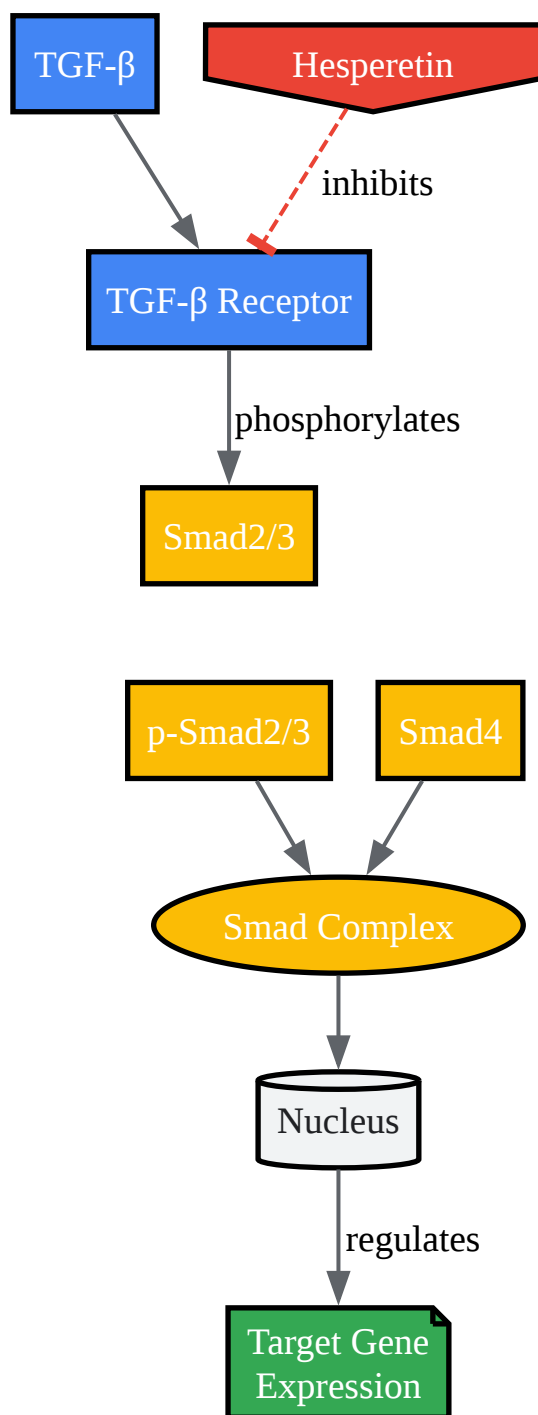 TGF-β
Hesperetin
inhibits
TGF-β Receptor
phosphorylates
Smad2/3
p-Smad2/3
Smad4
Smad Complex
Nucleus
regulates
Target Gene
Expression